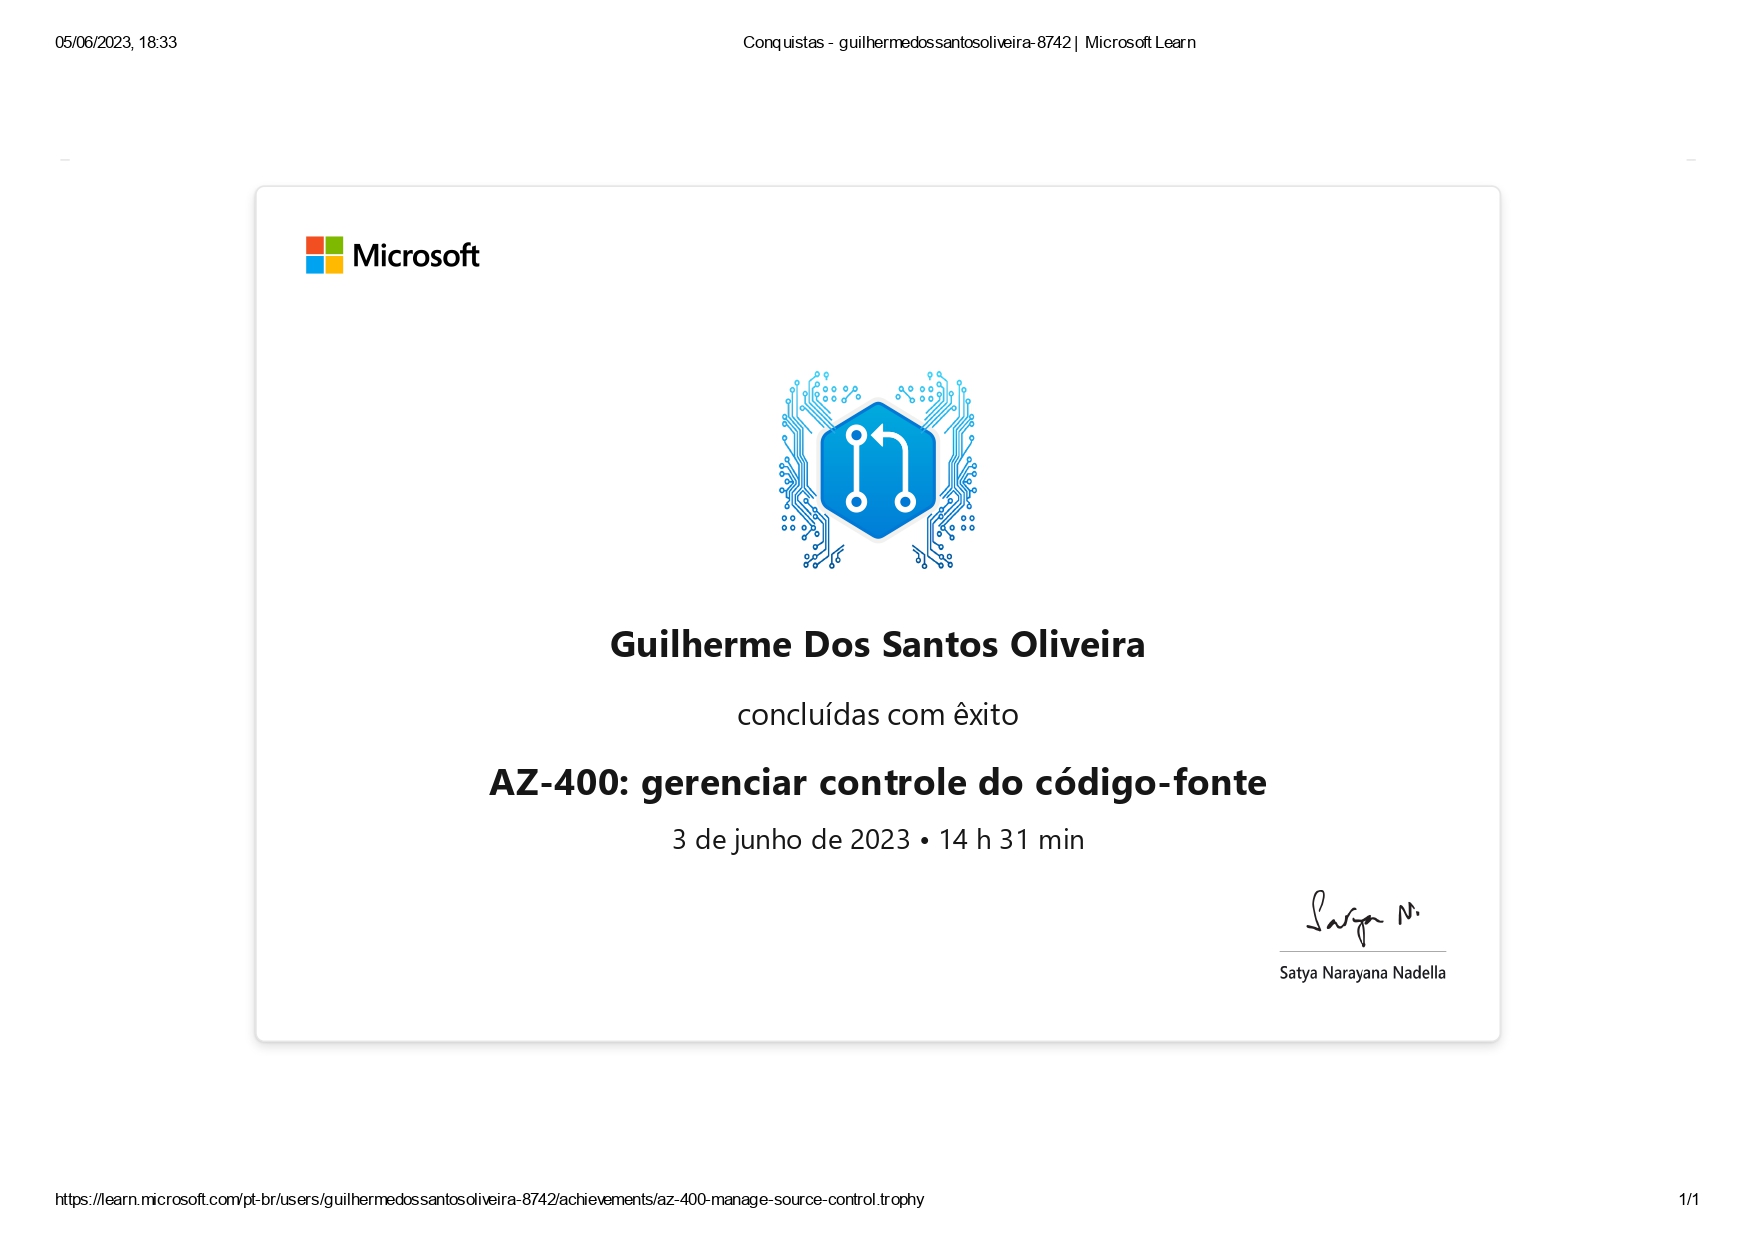 05/06/2023, 18:33
Conquistas - guilhermedossantosoliveira-8742 | Microsoft Learn
Microsoft
Guilherme Dos Santos Oliveira
concluídas com êxito
AZ-400: gerenciar controle do código-fonte
3 de junho de 2023 • 14 h 31 min
Satya N.
Satya Narayana Nadella
https://learn.microsoft.com/pt-br/users/guilhermedossantosoliveira-8742/achievements/az-400-manage-source-control.trophy
1/1